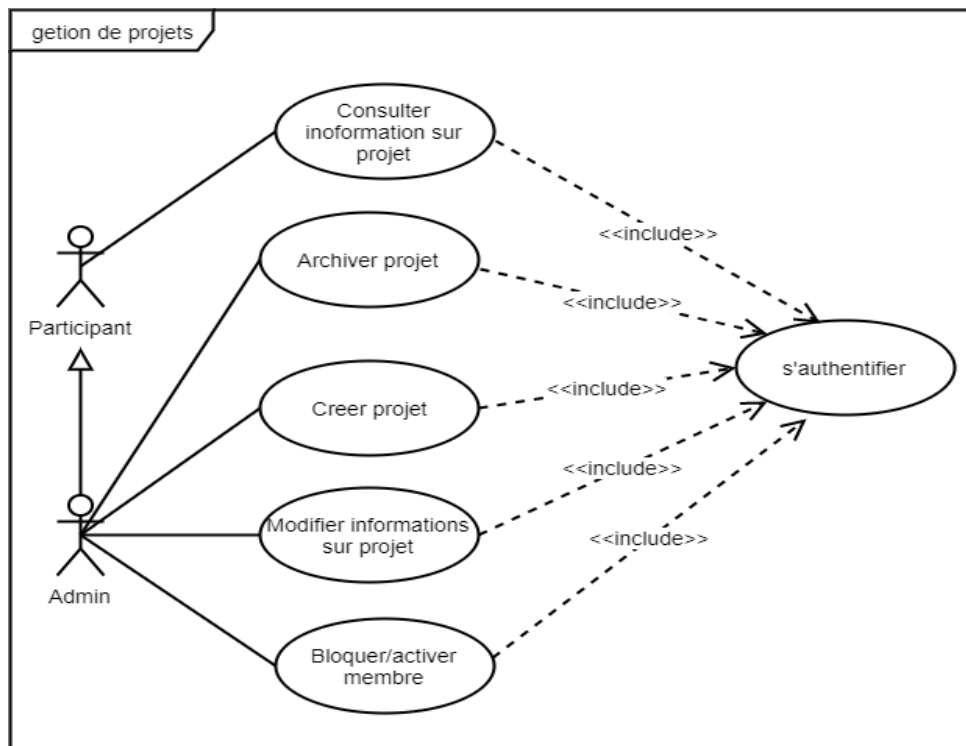 getion de projets
Consulter
inoformation sur
projet
<<include>>
Archiver projet
<<include>>
Participant
s'authentifier
Creer projet
<<include>>
<<include>>
Modifier informations
sur projet
<<include>>
Admin
Bloquer/activer
membre